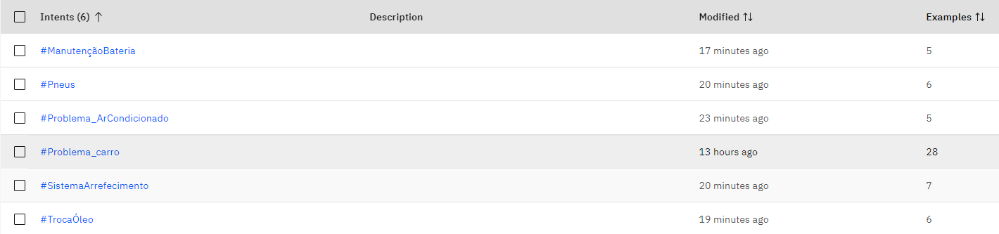 Intents (6) Description Modified Examples
#ManutençãoBateria 17 minutes ago 5
#Pneus 20 minutes ago 6
#Problema_ArCondicionado 23 minutes ago 5
#Problema_carro 13 hours ago 28
#SistemaArrefecimento 20 minutes ago 7
#TrocaÓleo 19 minutes ago 6